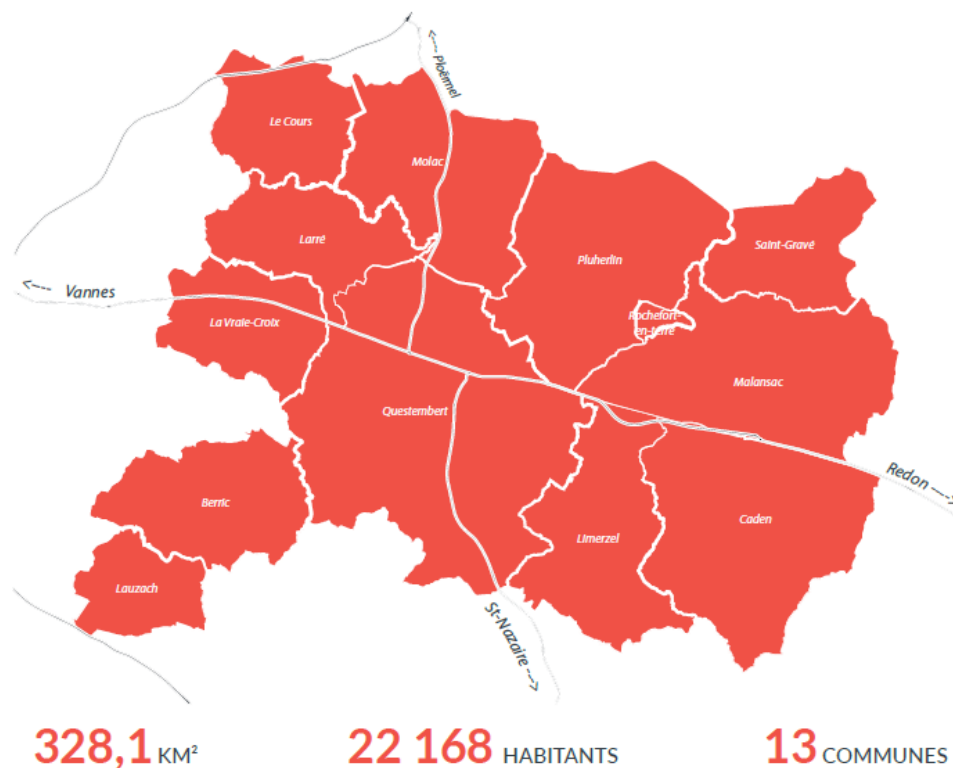 <--- Ploërmel
Le Cours
Molac
Larré
Saint-Gravé
Pluherlin
<--- Vannes
La Vraie-Croix
Rochefort-
en-terre
Malansac
Questembert
Redon --->
Berric
Caden
Limerzel
Lauzach
St-Nazaire --->
328,1 KM²
22 168 HABITANTS
13 COMMUNES